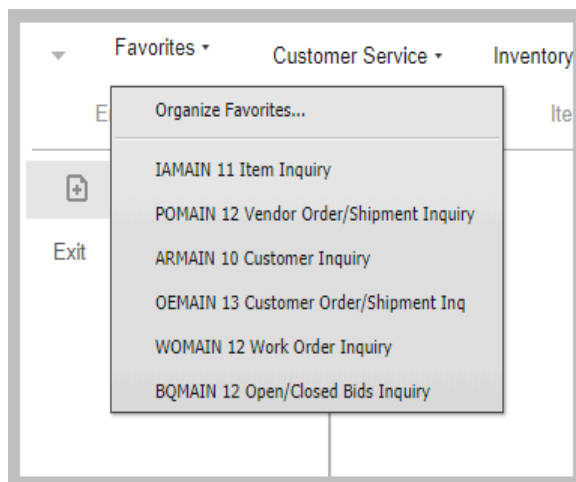 Favorites
Customer Service
Inventory
Organize Favorites...
IAMAIN 11 Item Inquiry
POMAIN 12 Vendor Order/Shipment Inquiry
ARMAIN 10 Customer Inquiry
OEMAIN 13 Customer Order/Shipment Inq
WOMAIN 12 Work Order Inquiry
BQMAIN 12 Open/Closed Bids Inquiry
Ite
Exit